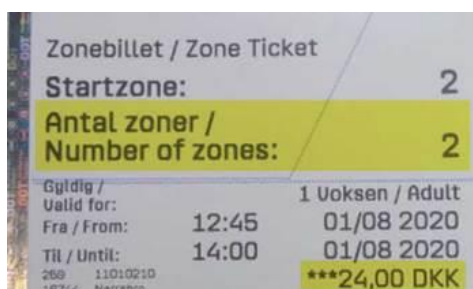 Zonebillet / Zone Ticket
Startzone: 2
Antal zoner /
Number of zones: 2
Gyldig /
Valid for: 1 Voksen / Adult
Fra / From: 12:45 01/08 2020
Til / Until: 14:00 01/08 2020
268 11010210 ***24,00 DKK